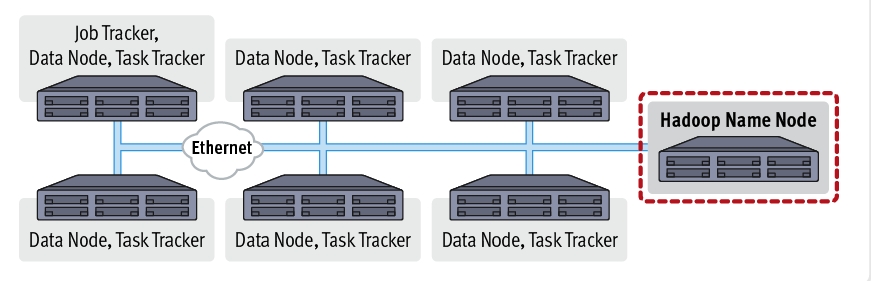 Job Tracker,
Data Node, Task Tracker
Data Node, Task Tracker
Data Node, Task Tracker
Hadoop Name Node
Ethernet
Data Node, Task Tracker
Data Node, Task Tracker
Data Node, Task Tracker